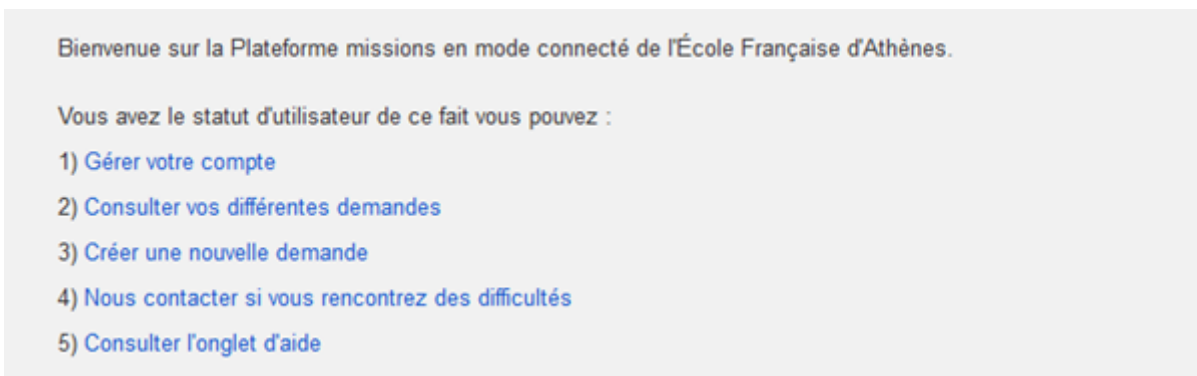 Bienvenue sur la Plateforme missions en mode connecté de l'École Française d'Athènes.
Vous avez le statut d'utilisateur de ce fait vous pouvez :
1) Gérer votre compte
2) Consulter vos différentes demandes
3) Créer une nouvelle demande
4) Nous contacter si vous rencontrez des difficultés
5) Consulter l'onglet d'aide